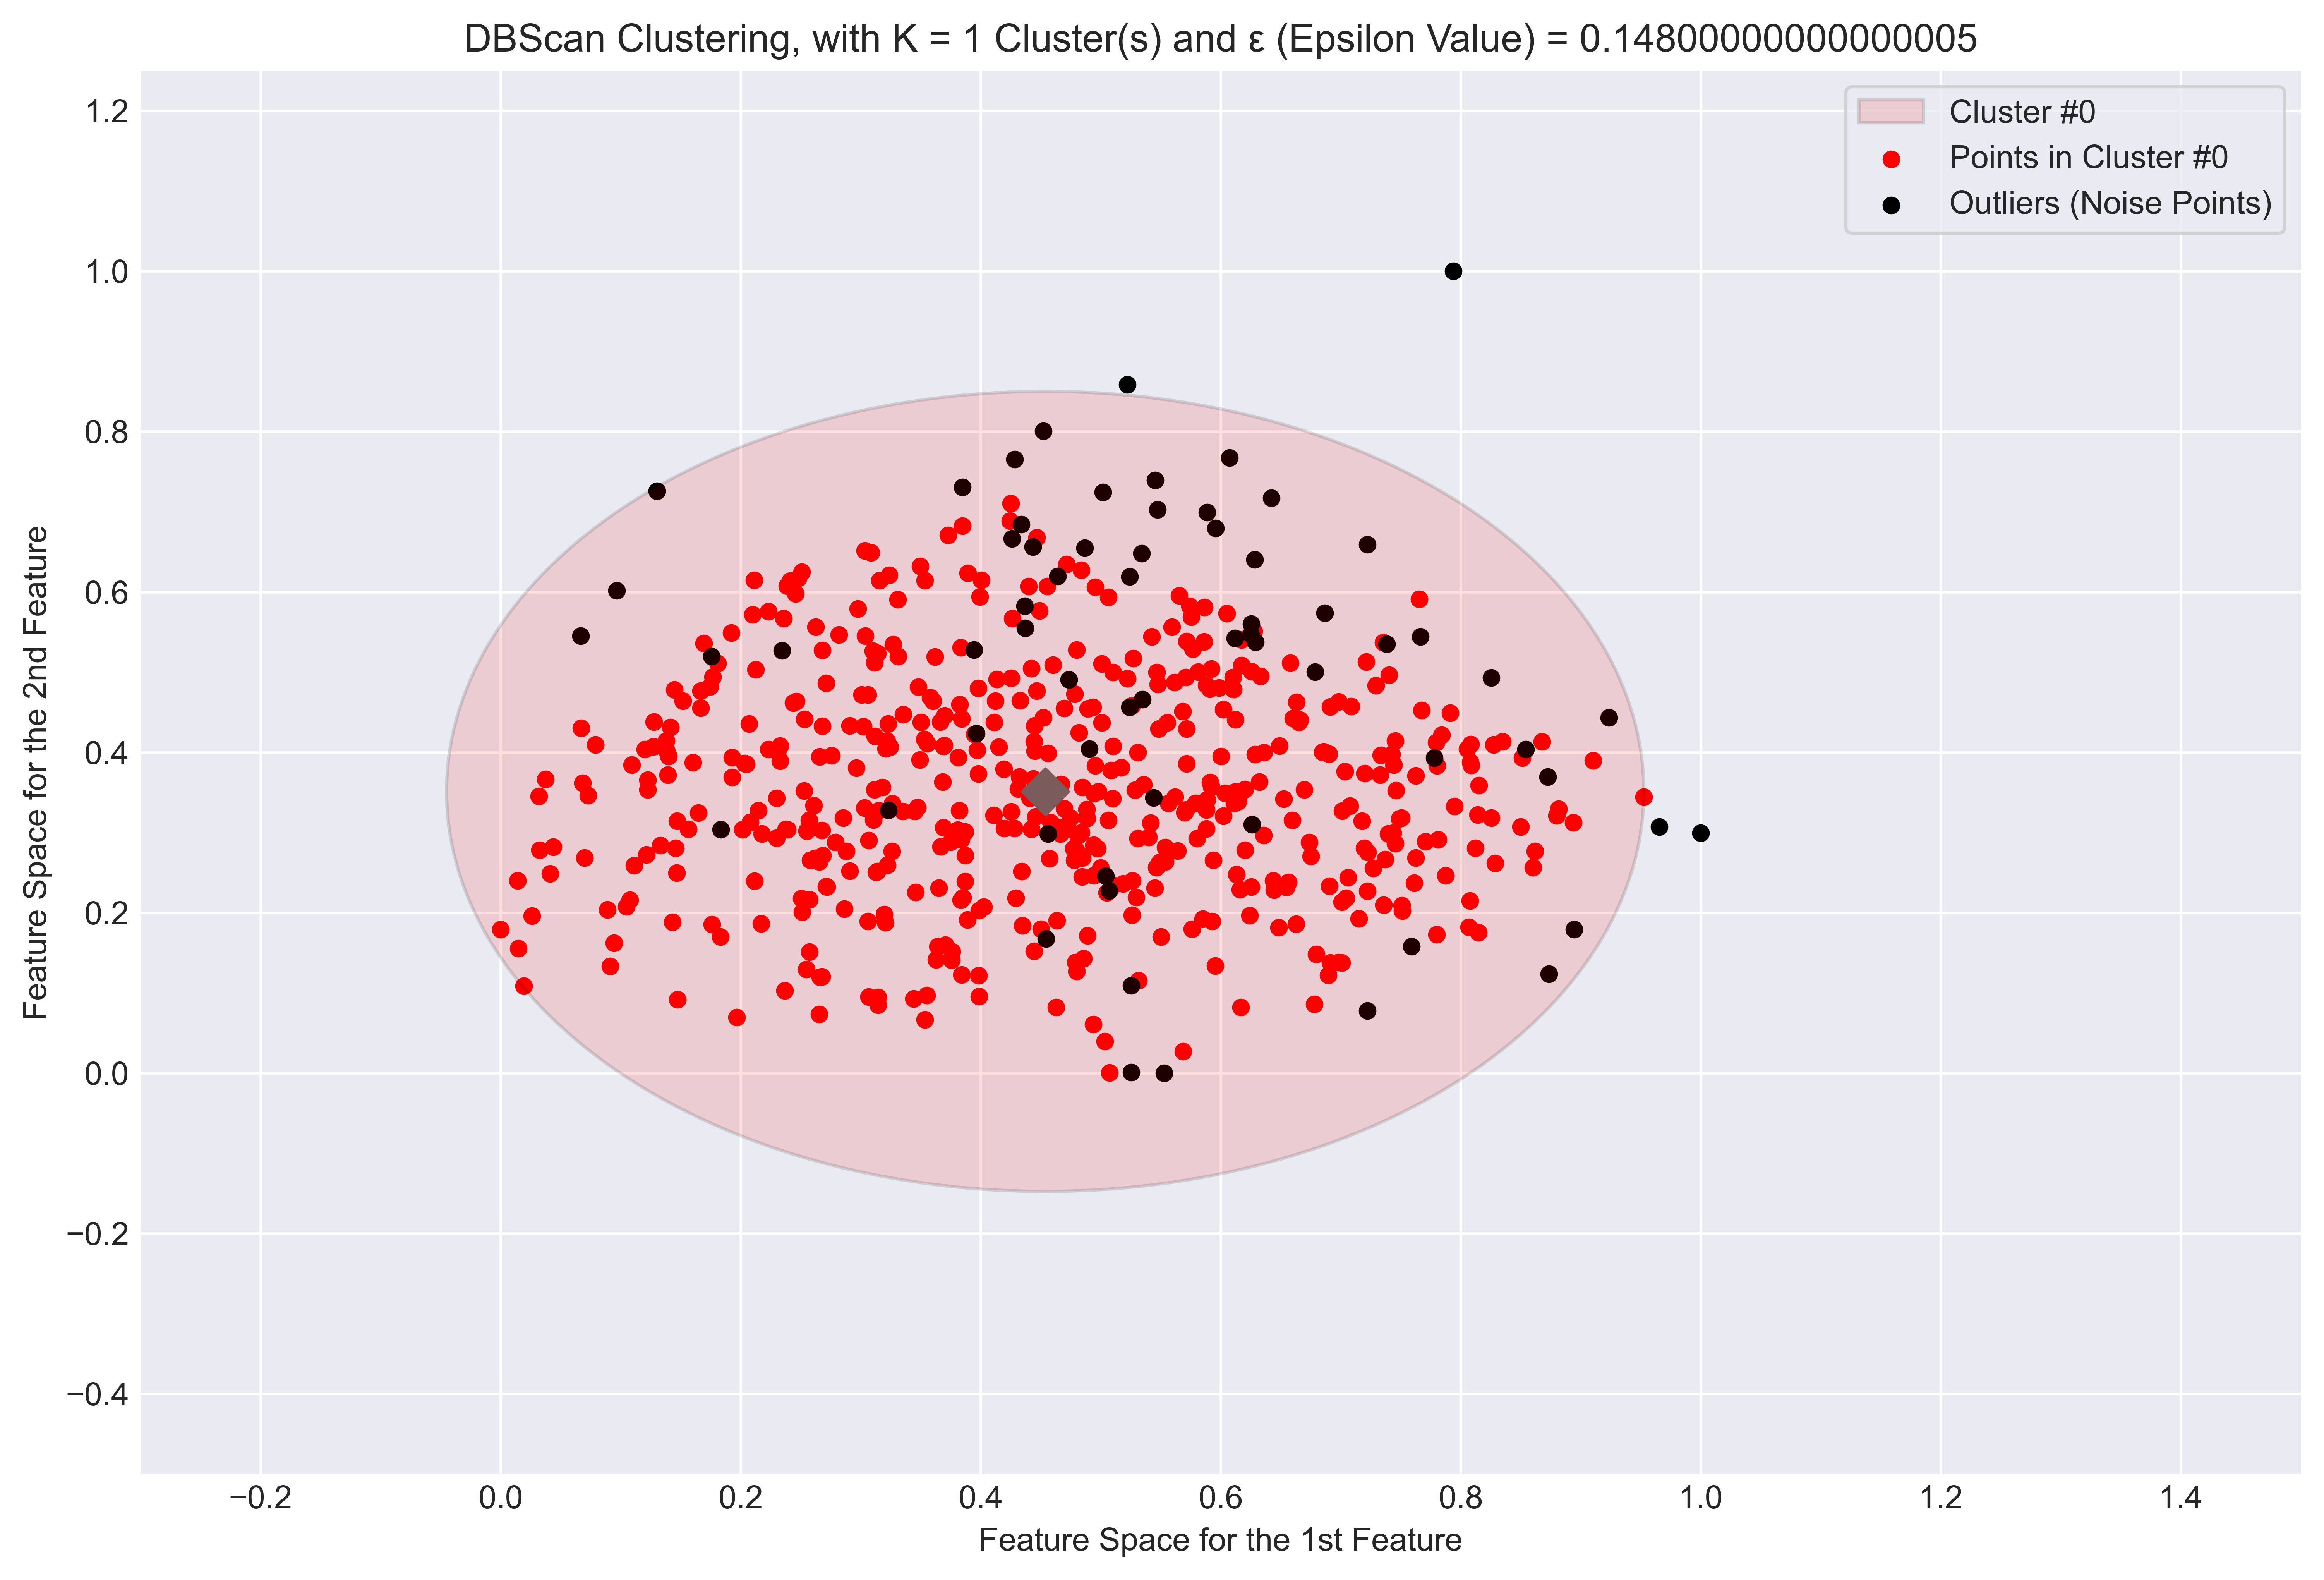 DBScan Clustering, with K = 1 Cluster(s) and ε (Epsilon Value) = 0.14800000000000005
Cluster #0
Points in Cluster #0
Outliers (Noise Points)
1.2
1.0
0.8
0.6
0.4
0.2
0.0
−0.2
−0.4
Feature Space for the 2nd Feature
−0.2 0.0 0.2 0.4 0.6 0.8 1.0 1.2 1.4
Feature Space for the 1st Feature